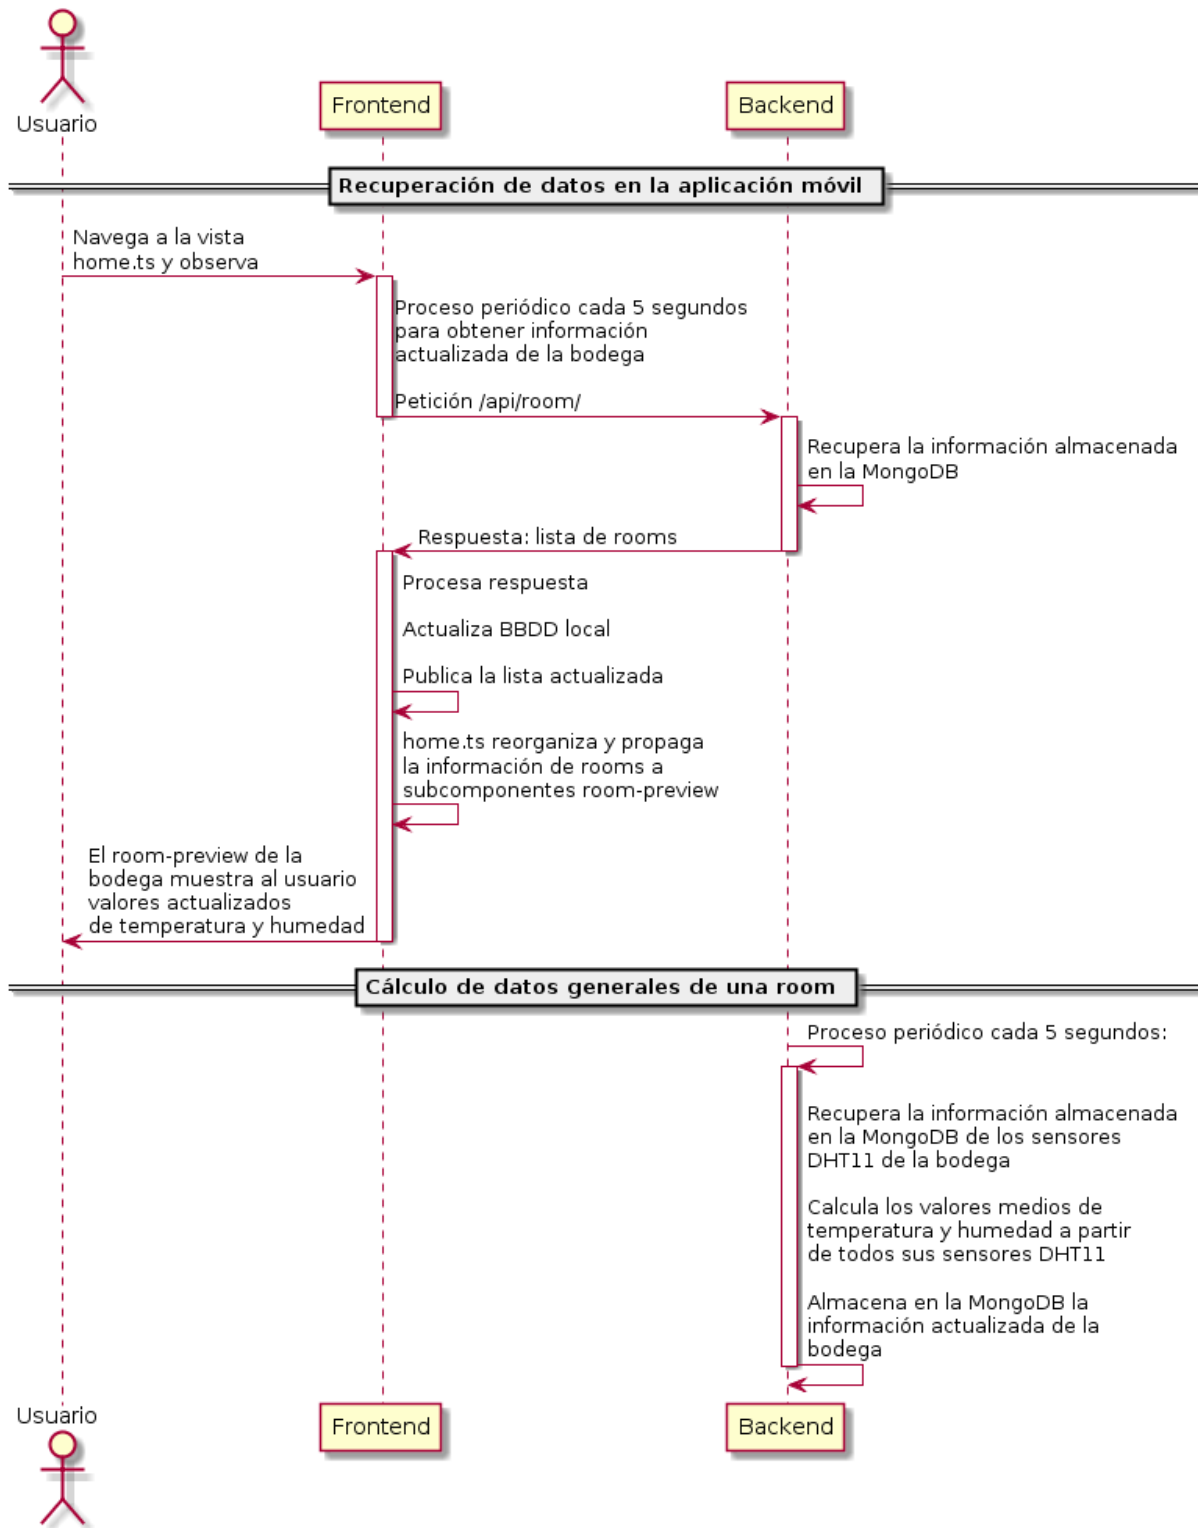 Usuario
Frontend
Backend
Recuperación de datos en la aplicación móvil
Navega a la vista
home.ts y observa
Proceso periódico cada 5 segundos
para obtener información
actualizada de la bodega
Petición /api/room/
Recupera la información almacenada
en la MongoDB
Respuesta: lista de rooms
Procesa respuesta
Actualiza BBDD local
Publica la lista actualizada
home.ts reorganiza y propaga
la información de rooms a
subcomponentes room-preview
El room-preview de la
bodega muestra al usuario
valores actualizados
de temperatura y humedad
Cálculo de datos generales de una room
Proceso periódico cada 5 segundos:
Recupera la información almacenada
en la MongoDB de los sensores
DHT11 de la bodega
Calcula los valores medios de
temperatura y humedad a partir
de todos sus sensores DHT11
Almacena en la MongoDB la
información actualizada de la
bodega
Usuario
Frontend
Backend